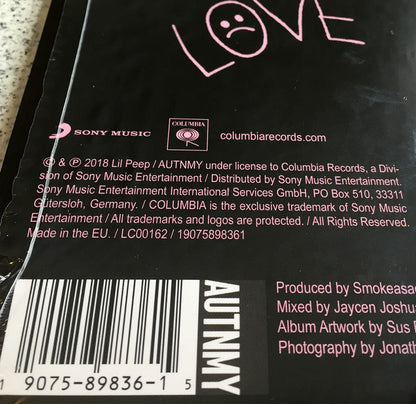 LOVE
SONY MUSIC
COLUMBIA
columbiarecords.com
© & ℗ 2018 Lil Peep / AUTNMY under license to Columbia Records, a Divi-
sion of Sony Music Entertainment / Distributed by Sony Music Entertainment.
Sony Music Entertainment International Services GmbH, PO Box 510, 33311
Gütersloh, Germany. / COLUMBIA is the exclusive trademark of Sony Music
Entertainment / All trademarks and logos are protected. / All Rights Reserved.
Made in the EU. / LC00162 / 19075898361
AUTNMY
1 9075-89836-1 5
Produced by Smokeasa
Mixed by Jaycen Joshu
Album Artwork by Sus
Photography by Jonath